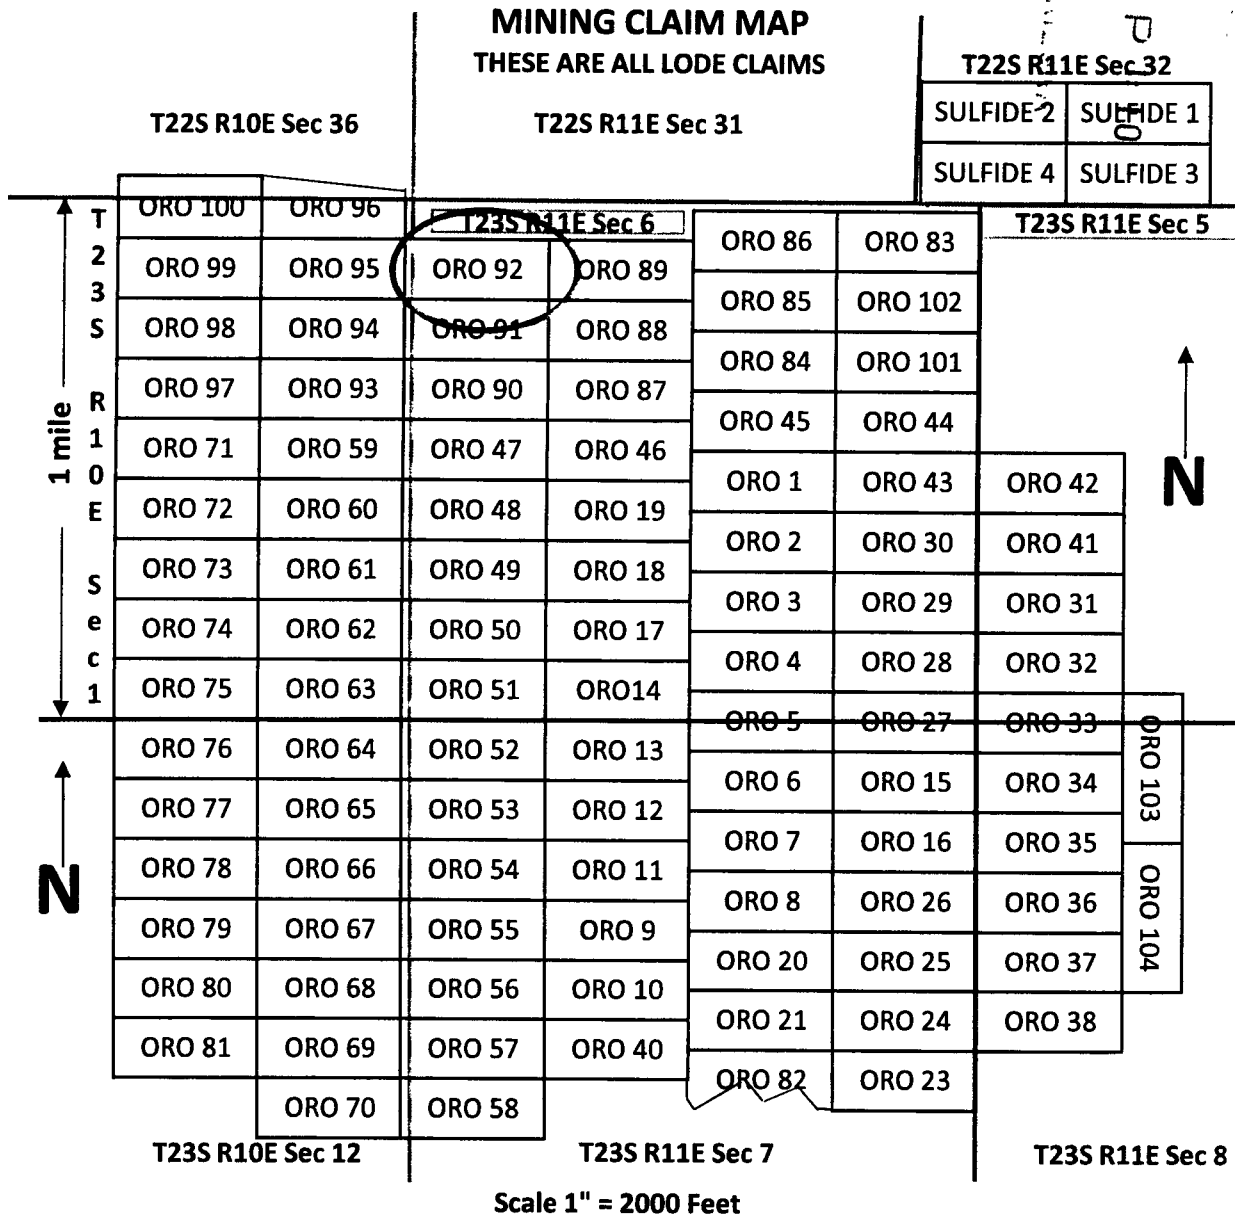 MINING CLAIM MAP
THESE ARE ALL LODE CLAIMS
T22S R11E Sec 32
SULFIDE 2 SULFIDE 1
T22S R10E Sec 36 T22S R11E Sec 31
SULFIDE 4 SULFIDE 3
ORO 100 ORO 96
T23S R11E Sec 6 T23S R11E Sec 5
T23S R10E Sec 1
1 mile
ORO 86 ORO 83
ORO 99 ORO 95 ORO 92 ORO 89
ORO 85 ORO 102
ORO 98 ORO 94 ORO 91 ORO 88
ORO 84 ORO 101
ORO 97 ORO 93 ORO 90 ORO 87
ORO 45 ORO 44
ORO 71 ORO 59 ORO 47 ORO 46
N
ORO 1 ORO 43 ORO 42
ORO 72 ORO 60 ORO 48 ORO 19
ORO 2 ORO 30 ORO 41
ORO 73 ORO 61 ORO 49 ORO 18
ORO 3 ORO 29 ORO 31
ORO 74 ORO 62 ORO 50 ORO 17
ORO 4 ORO 28 ORO 32
ORO 75 ORO 63 ORO 51 ORO14
ORO 5 ORO 27 ORO 33
ORO 103
ORO 76 ORO 64 ORO 52 ORO 13
ORO 6 ORO 15 ORO 34
ORO 77 ORO 65 ORO 53 ORO 12
ORO 7 ORO 16 ORO 35
ORO 78 ORO 66 ORO 54 ORO 11
N
ORO 8 ORO 26 ORO 36
ORO 104
ORO 79 ORO 67 ORO 55 ORO 9
ORO 20 ORO 25 ORO 37
ORO 80 ORO 68 ORO 56 ORO 10
ORO 21 ORO 24 ORO 38
ORO 81 ORO 69 ORO 57 ORO 40
ORO 82 ORO 23
ORO 70 ORO 58
T23S R10E Sec 12 T23S R11E Sec 7 T23S R11E Sec 8
Scale 1" = 2000 Feet